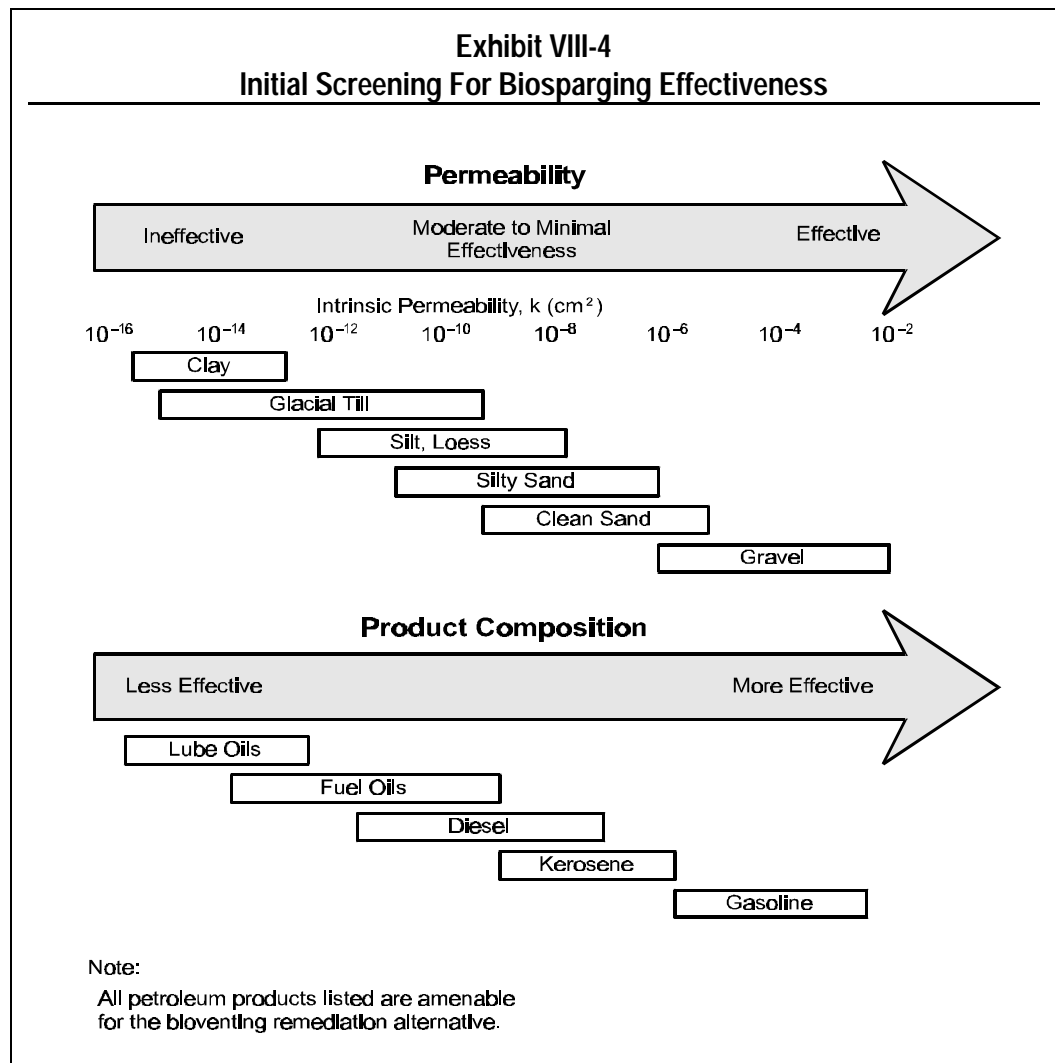 Exhibit VIII-4
Initial Screening For Biosparging Effectiveness
Permeability
Ineffective
Moderate to Minimal
Effectiveness
Effective
Intrinsic Permeability, k (cm²)
10⁻¹⁶ 10⁻¹⁴ 10⁻¹² 10⁻¹⁰ 10⁻⁸ 10⁻⁶ 10⁻⁴ 10⁻²
Clay
Glacial Till
Silt, Loess
Silty Sand
Clean Sand
Gravel
Product Composition
Less Effective
More Effective
Lube Oils
Fuel Oils
Diesel
Kerosene
Gasoline
Note:
All petroleum products listed are amenable
for the bioventing remediation alternative.